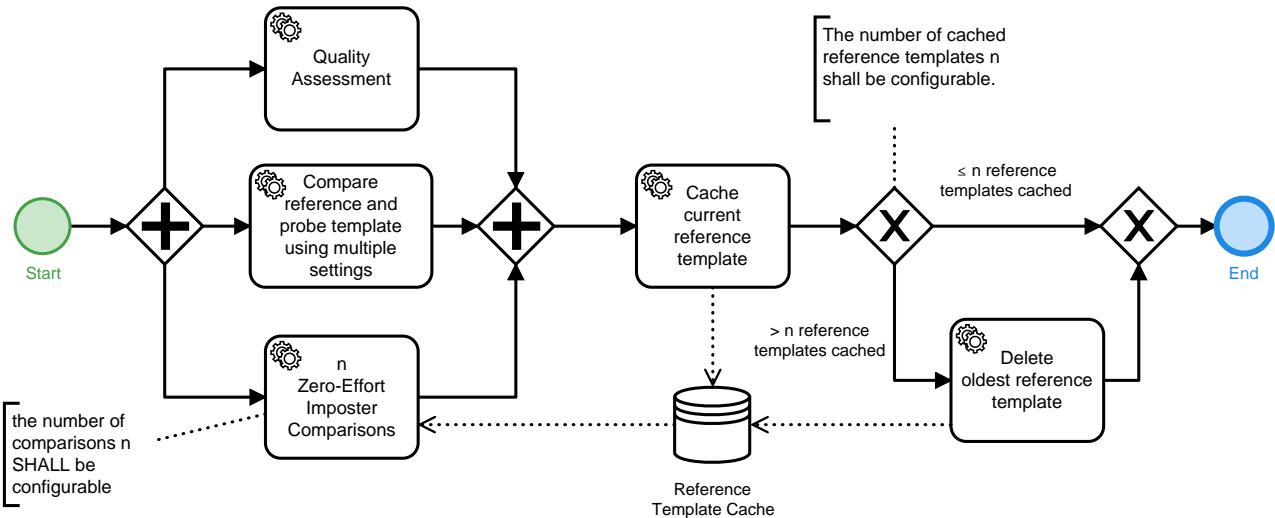 Quality
Assessment
The number of cached
reference templates n
shall be configurable.
Compare
reference and
probe template
using multiple
settings
Cache
current
reference
template
≤ n reference
templates cached
X
X
Start
End
> n reference
templates cached
n
Zero-Effort
Imposter
Comparisons
Delete
oldest reference
template
the number of
comparisons n
SHALL be
configurable
Reference
Template Cache